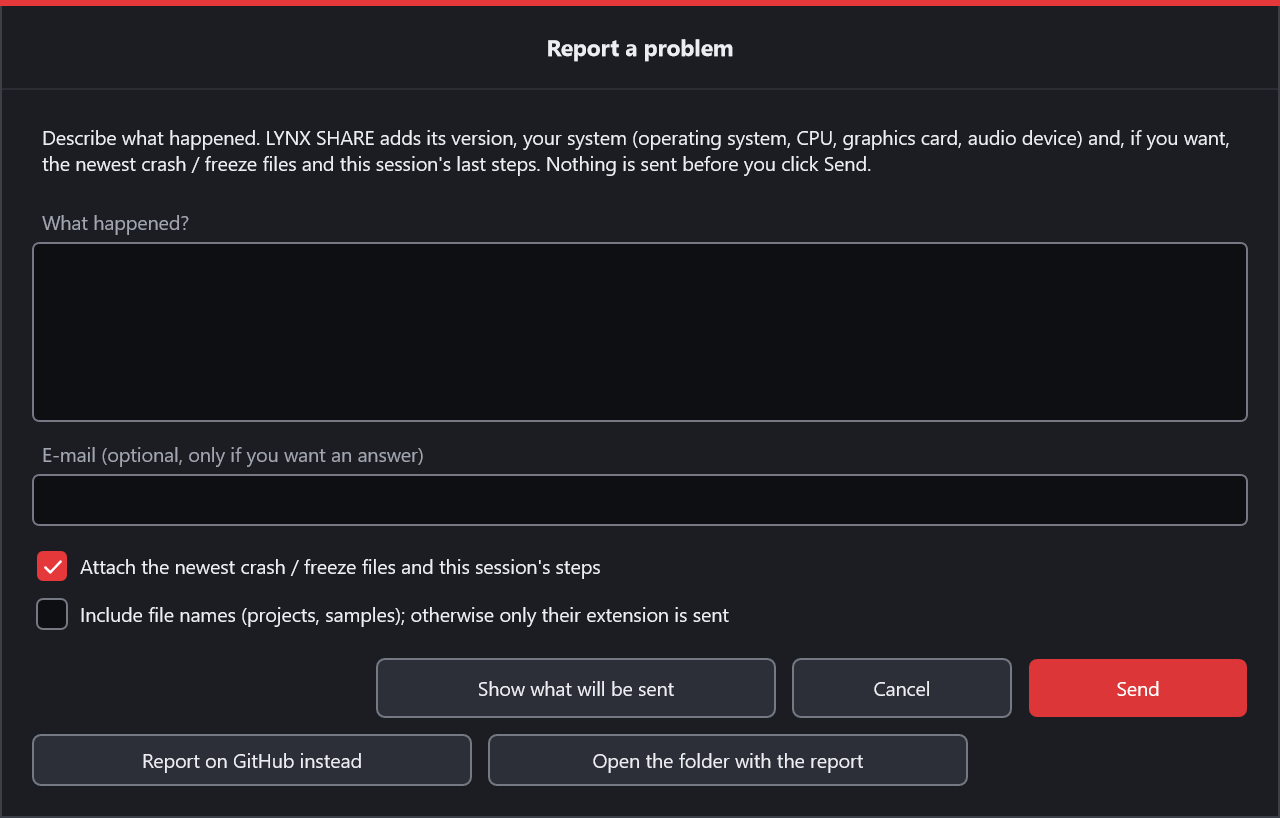 Report a problem
Describe what happened. LYNX SHARE adds its version, your system (operating system, CPU, graphics card, audio device) and, if you want,
the newest crash / freeze files and this session's last steps. Nothing is sent before you click Send.
What happened?
E-mail (optional, only if you want an answer)
Attach the newest crash / freeze files and this session's steps
Include file names (projects, samples); otherwise only their extension is sent
Show what will be sent
Cancel
Send
Report on GitHub instead
Open the folder with the report